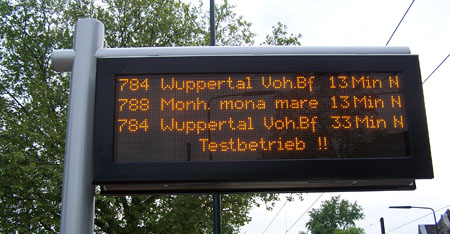 784 Wuppertal Voh.Bf 13 Min N
788 Monh. mona mare 13 Min N
784 Wuppertal Voh.Bf 33 Min N
Testbetrieb !!